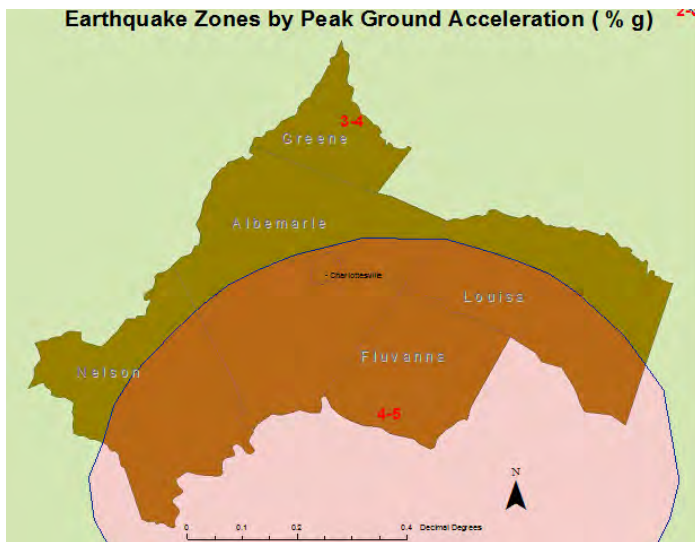 Earthquake Zones by Peak Ground Acceleration ( % g)
3-4
Greene
Albemarle
Charlottesville
Louisa
Fluvanna
Nelson
4-5
N
0 0.1 0.2 0.4 Decimal Degrees